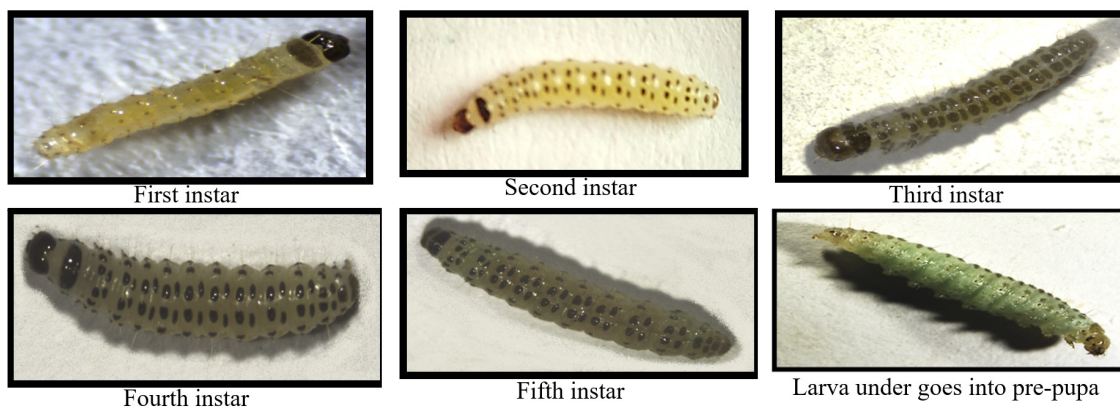 First instar
Second instar
Third instar
Fourth instar
Fifth instar
Larva under goes into pre-pupa